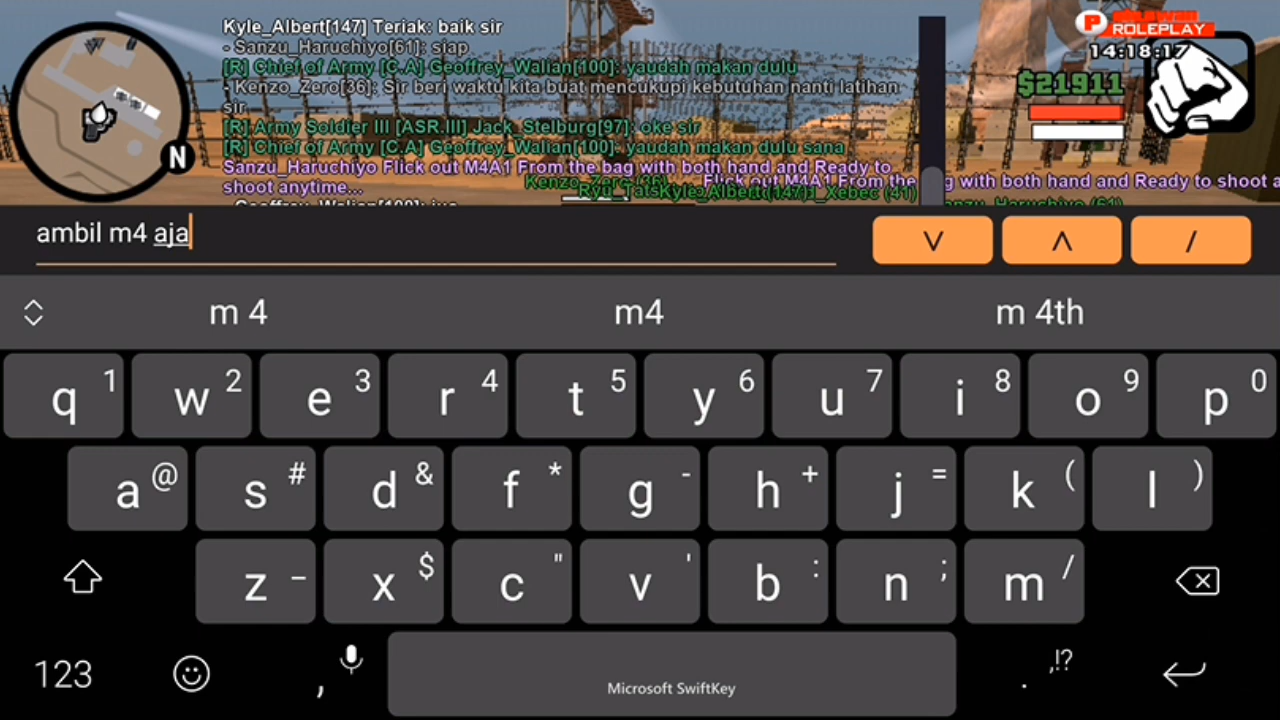 Kyle_Albert[147] Teriak: baik sir
- Sanzu_Haruchiyo[61]: siap
[R] Chief of Army [C.A] Geoffrey_Walian[100]: yaudah makan dulu
- Kenzo_Zero[36]: Sir beri waktu kita buat mencukupi kebutuhan nanti latihan
sir
[R] Army Soldier III [ASR.III] Jack_Stelburg[97]: oke sir
[R] Chief of Army [C.A] Geoffrey_Walian[100]: yaudah makan dulu sana
Sanzu_Haruchiyo Flick out M4A1 From the bag with both hand and Ready to
shoot anytime...
Flick out M4A1 From the
g with both hand and Ready to shoot a
Xebec (41)
ROLEPLAY
14:18:17
$21911
N
ambil m4 aja
V ʌ /
m 4 m4 m 4th
q 1 w 2 e 3 r 4 t 5 y 6 u 7 i 8 o 9 p 0
a @ s # d & f * g - h + j = k ( l )
z – x $ c " v ' b : n ; m /
123 , Microsoft SwiftKey . ,!?